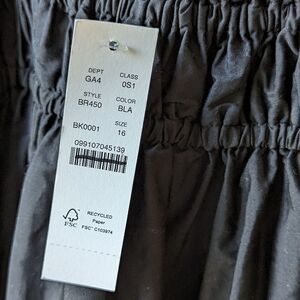 DEPT CLASS
GA4 0S1
STYLE COLOR
BR450 BLA
SIZE
BK0001 16
099107045139
RECYCLED
Paper
FSC FSC® C103974